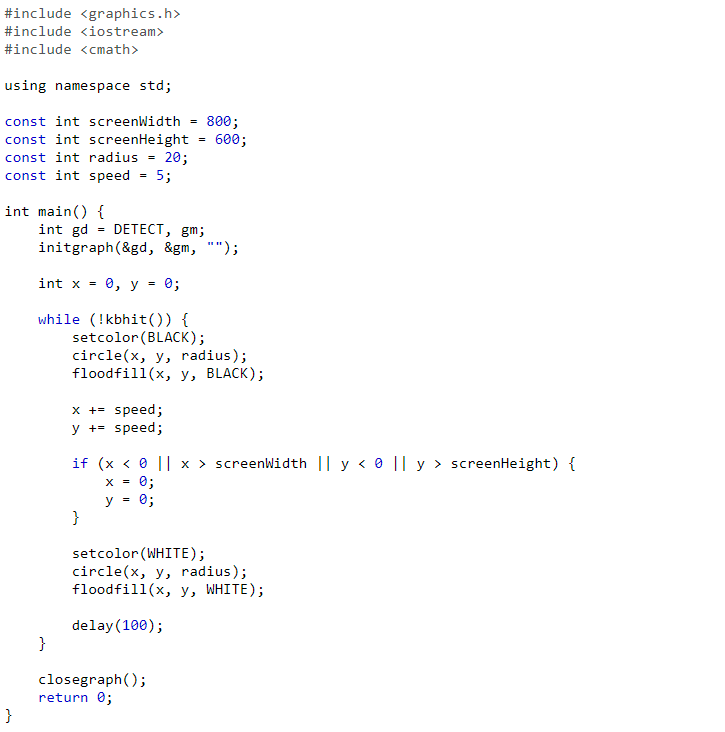 #include <graphics.h>
#include <iostream>
#include <cmath>

using namespace std;

const int screenWidth = 800;
const int screenHeight = 600;
const int radius = 20;
const int speed = 5;

int main() {
    int gd = DETECT, gm;
    initgraph(&gd, &gm, "");

    int x = 0, y = 0;

    while (!kbhit()) {
        setcolor(BLACK);
        circle(x, y, radius);
        floodfill(x, y, BLACK);

        x += speed;
        y += speed;

        if (x < 0 || x > screenWidth || y < 0 || y > screenHeight) {
            x = 0;
            y = 0;
        }

        setcolor(WHITE);
        circle(x, y, radius);
        floodfill(x, y, WHITE);

        delay(100);
    }

    closegraph();
    return 0;
}